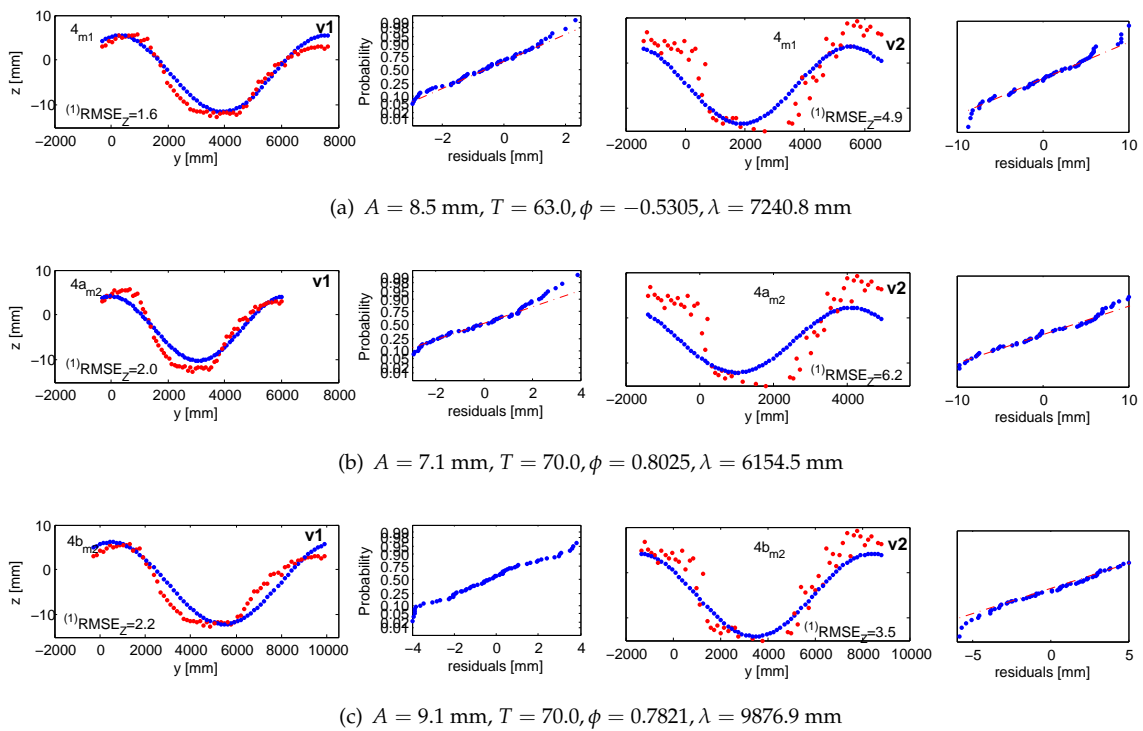 10
0
−10
z [mm]
4m1
v1
(1)RMSEZ=1.6
−2000 0 2000 4000 6000 8000
y [mm]
Probability
0.99
0.98
0.95
0.90
0.75
0.50
0.25
0.10
0.05
0.02
0.01
−2 0 2
residuals [mm]
4m1
v2
(1)RMSEZ=4.9
−2000 0 2000 4000 6000
y [mm]
−10 0 10
residuals [mm]
(a) A = 8.5 mm, T = 63.0, ϕ = −0.5305, λ = 7240.8 mm
10
0
−10
z [mm]
4am2
v1
(1)RMSEZ=2.0
−2000 0 2000 4000 6000 8000
y [mm]
Probability
−2 0 2 4
residuals [mm]
4am2
v2
(1)RMSEZ=6.2
−2000 0 2000 4000
y [mm]
−10 0 10
residuals [mm]
(b) A = 7.1 mm, T = 70.0, ϕ = 0.8025, λ = 6154.5 mm
10
0
−10
z [mm]
4bm2
v1
(1)RMSEZ=2.2
−2000 0 2000 4000 6000 8000 10000
y [mm]
Probability
−4 −2 0 2 4
residuals [mm]
4bm2
v2
(1)RMSEZ=3.5
−2000 0 2000 4000 6000 8000 10000
y [mm]
−5 0 5
residuals [mm]
(c) A = 9.1 mm, T = 70.0, ϕ = 0.7821, λ = 9876.9 mm